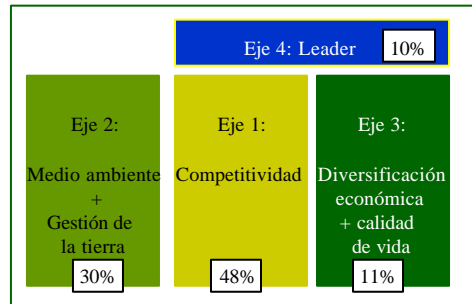 Eje 4: Leader
10%
Eje 2:
Medio ambiente
+
Gestión de
la tierra
30%
Eje 1:
Competitividad
48%
Eje 3:
Diversificación
económica
+ calidad
de vida
11%